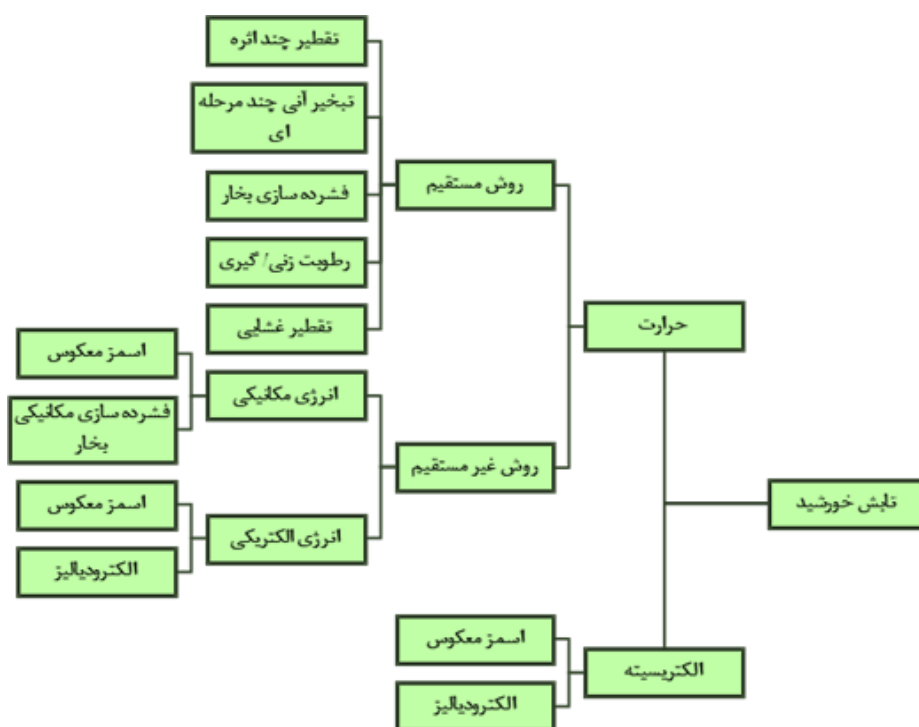 تابش خورشید
حرارت
روش مستقیم
تقطیر چند اثره
تبخیر آنی چند مرحله
ای
فشرده سازی بخار
رطوبت زنی/ گیری
تقطیر غشایی
روش غیر مستقیم
انرژی مکانیکی
اسمز معکوس
فشرده سازی مکانیکی
بخار
انرژی الکتریکی
اسمز معکوس
الکترودیالیز
الکتریسیته
اسمز معکوس
الکترودیالیز